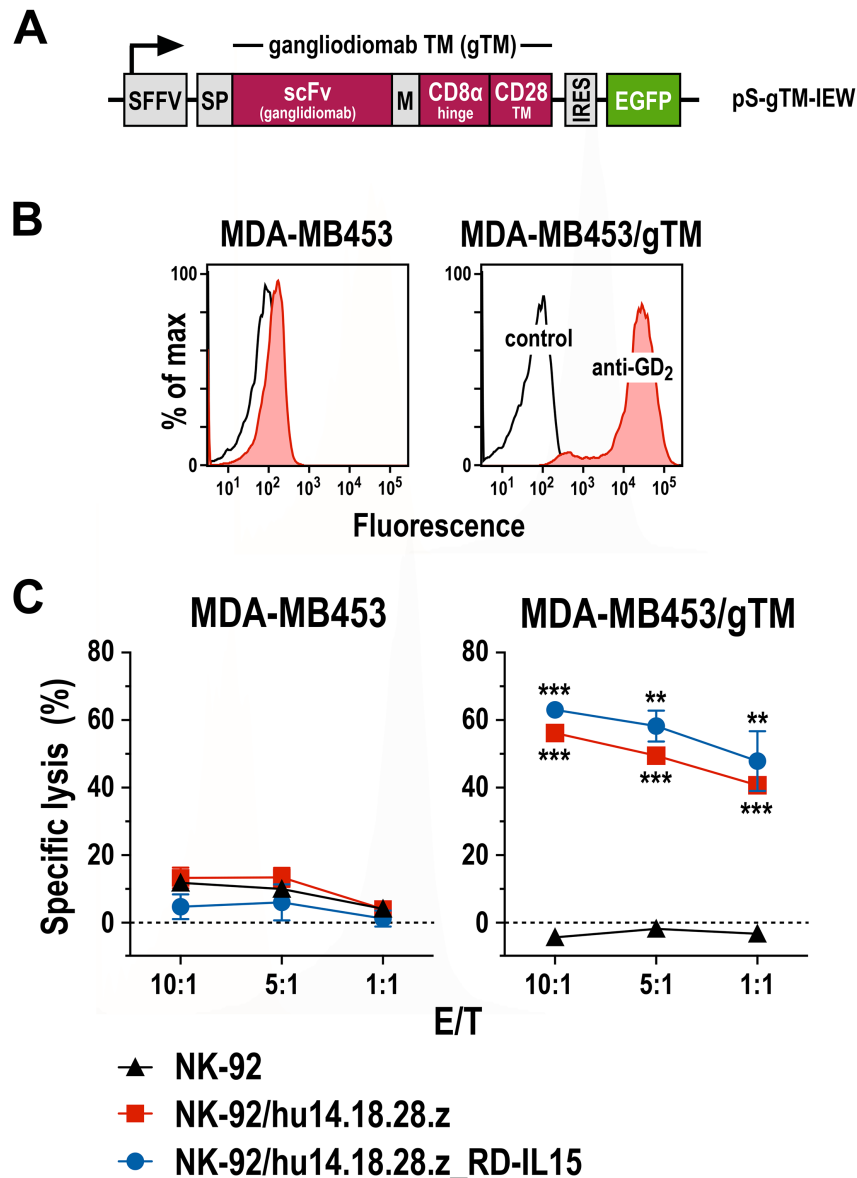 A
gangliodiomab TM (gTM)
SFFV SP scFv M CD8α CD28 IRES EGFP pS-gTM-IEW
(ganglidiomab) hinge TM
B
MDA-MB453 MDA-MB453/gTM
100 100
control
anti-GD2
% of max
0 0
10¹ 10² 10³ 10⁴ 10⁵ 10¹ 10² 10³ 10⁴ 10⁵
Fluorescence
C
MDA-MB453 MDA-MB453/gTM
80 80
*** ** **
60 60
*** *** ***
40 40
Specific lysis (%)
20 20
0 0
10:1 5:1 1:1 10:1 5:1 1:1
E/T
NK-92
NK-92/hu14.18.28.z
NK-92/hu14.18.28.z_RD-IL15